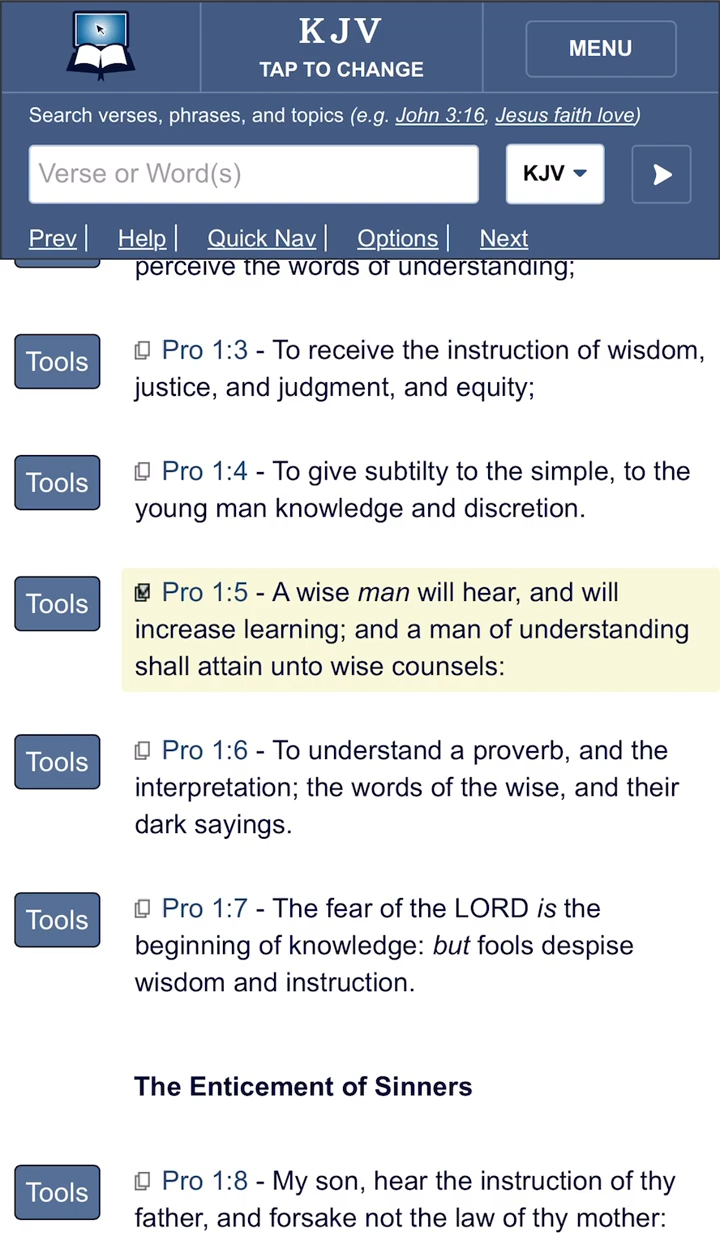 KJV
TAP TO CHANGE
MENU
Search verses, phrases, and topics (e.g. John 3:16, Jesus faith love)
Verse or Word(s)
KJV
Prev | Help | Quick Nav | Options | Next
perceive the words of understanding;
Tools
Pro 1:3 - To receive the instruction of wisdom,
justice, and judgment, and equity;
Tools
Pro 1:4 - To give subtilty to the simple, to the
young man knowledge and discretion.
Tools
Pro 1:5 - A wise man will hear, and will
increase learning; and a man of understanding
shall attain unto wise counsels:
Tools
Pro 1:6 - To understand a proverb, and the
interpretation; the words of the wise, and their
dark sayings.
Tools
Pro 1:7 - The fear of the LORD is the
beginning of knowledge: but fools despise
wisdom and instruction.
The Enticement of Sinners
Tools
Pro 1:8 - My son, hear the instruction of thy
father, and forsake not the law of thy mother: